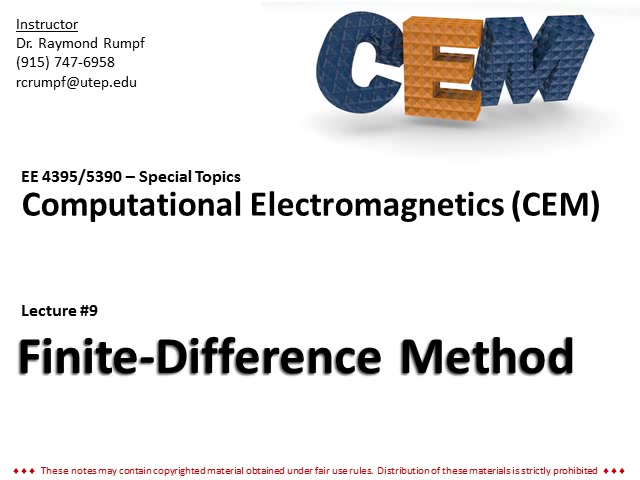 Instructor
Dr. Raymond Rumpf
(915) 747-6958
rcrumpf@utep.edu
CEM
EE 4395/5390 – Special Topics
Computational Electromagnetics (CEM)
Lecture #9
Finite-Difference Method
♦♦♦ These notes may contain copyrighted material obtained under fair use rules. Distribution of these materials is strictly prohibited ♦♦♦